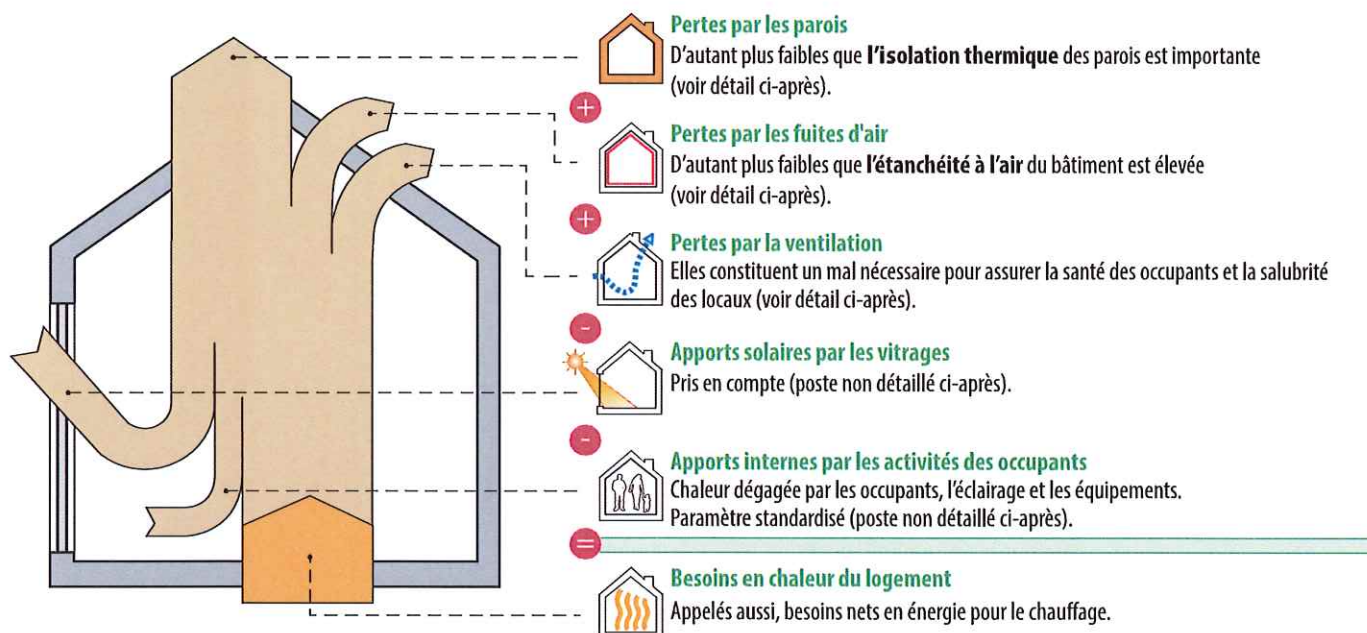 Pertes par les parois
D'autant plus faibles que l'isolation thermique des parois est importante
(voir détail ci-après).
+
Pertes par les fuites d'air
D'autant plus faibles que l'étanchéité à l'air du bâtiment est élevée
(voir détail ci-après).
+
Pertes par la ventilation
Elles constituent un mal nécessaire pour assurer la santé des occupants et la salubrité
des locaux (voir détail ci-après).
-
Apports solaires par les vitrages
Pris en compte (poste non détaillé ci-après).
-
Apports internes par les activités des occupants
Chaleur dégagée par les occupants, l'éclairage et les équipements.
Paramètre standardisé (poste non détaillé ci-après).
=
Besoins en chaleur du logement
Appelés aussi, besoins nets en énergie pour le chauffage.